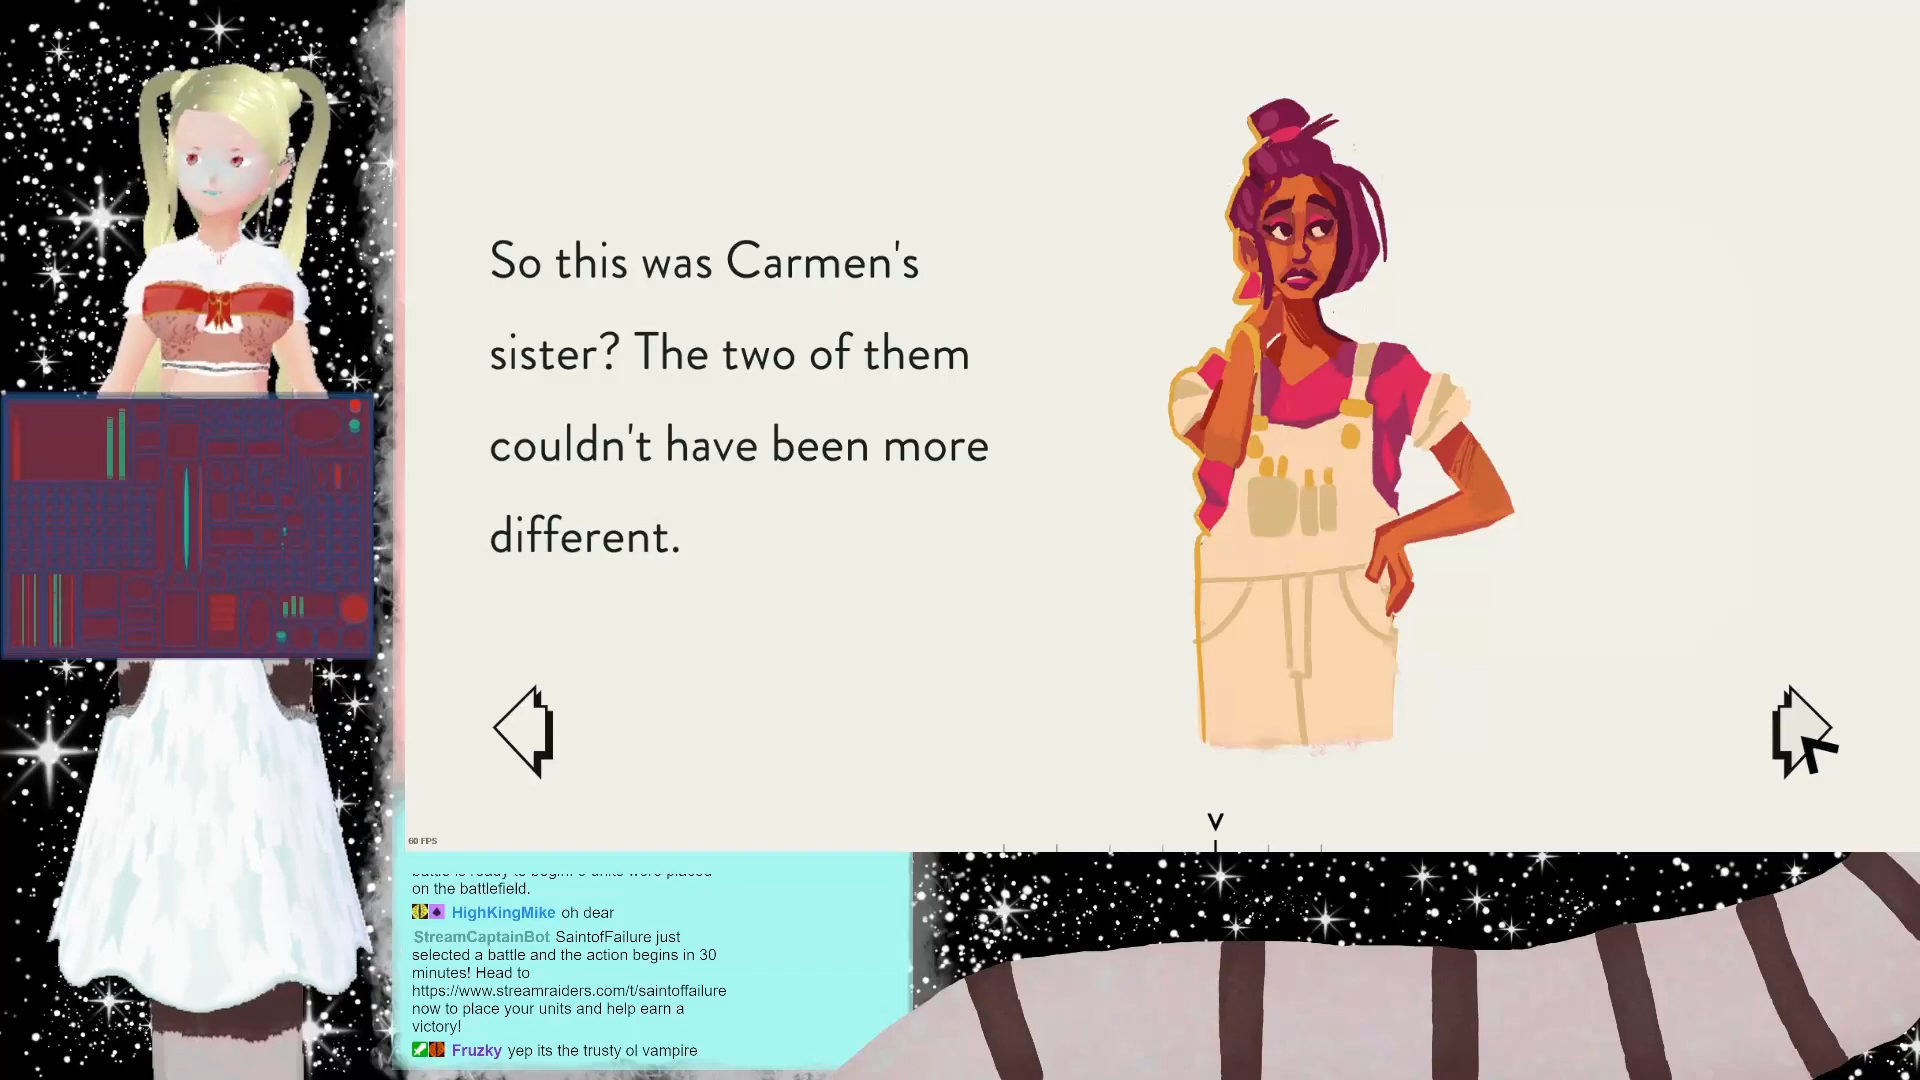 So this was Carmen's
sister? The two of them
couldn't have been more
different.
60 FPS
on the battlefield.
HighKingMike oh dear
StreamCaptainBot SaintofFailure just
selected a battle and the action begins in 30
minutes! Head to
https://www.streamraiders.com/t/saintoffailure
now to place your units and help earn a
victory!
Fruzky yep its the trusty ol vampire